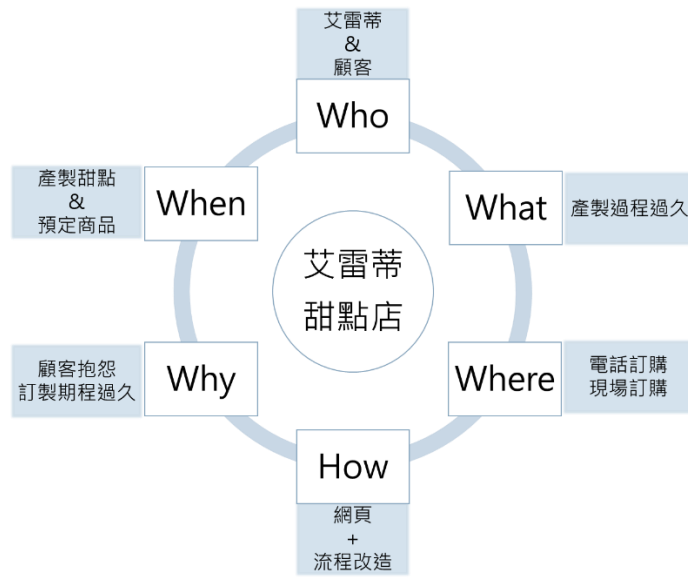 艾雷蒂
&
顧客
Who
產製甜點
&
預定商品
When
What
產製過程過久
艾雷蒂
甜點店
顧客抱怨
訂製期程過久
Why
Where
電話訂購
現場訂購
How
網頁
+
流程改造